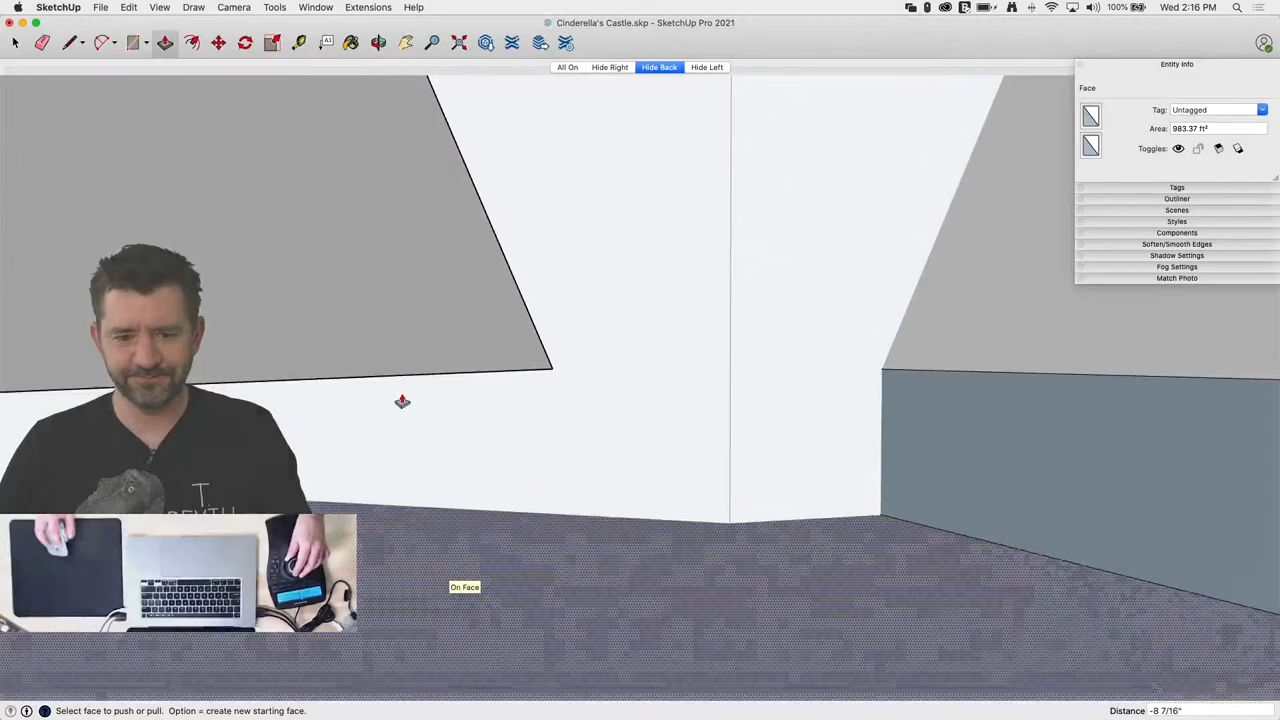 SketchUp File Edit View Draw Camera Tools Window Extensions Help 100% Wed 2:16 PM
Cinderella's Castle.skp - SketchUp Pro 2021
A1
All On Hide Right Hide Back Hide Left
Entity Info
Face
Tag: Untagged
Area: 983.37 ft²
Toggles:
Tags
Outliner
Scenes
Styles
Components
Soften/Smooth Edges
Shadow Settings
Fog Settings
Match Photo
On Face
Select face to push or pull. Option = create new starting face.
Distance -8 7/16"